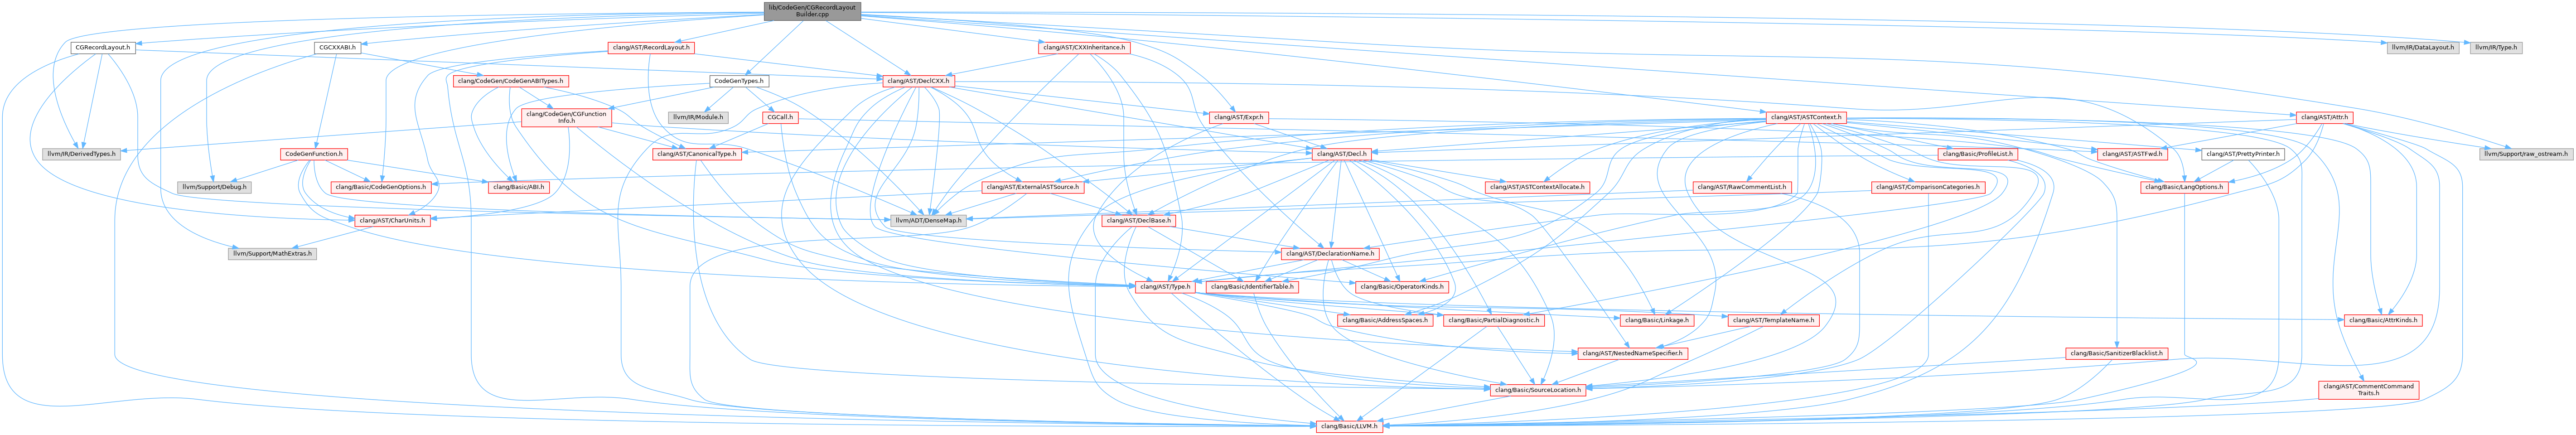 lib/CodeGen/CGRecordLayout
Builder.cpp
CGRecordLayout.h
CGCXXABI.h
clang/AST/RecordLayout.h
clang/AST/CXXInheritance.h
llvm/IR/DataLayout.h
llvm/IR/Type.h
clang/CodeGen/CodeGenABITypes.h
CodeGenTypes.h
clang/AST/DeclCXX.h
clang/CodeGen/CGFunction
Info.h
llvm/IR/Module.h
CGCall.h
clang/AST/Expr.h
clang/AST/ASTContext.h
clang/AST/Attr.h
llvm/IR/DerivedTypes.h
CodeGenFunction.h
clang/AST/CanonicalType.h
clang/AST/Decl.h
clang/Basic/ProfileList.h
clang/AST/ASTFwd.h
clang/AST/PrettyPrinter.h
llvm/Support/raw_ostream.h
llvm/Support/Debug.h
clang/Basic/CodeGenOptions.h
clang/Basic/ABI.h
clang/AST/ExternalASTSource.h
clang/AST/ASTContextAllocate.h
clang/AST/RawCommentList.h
clang/AST/ComparisonCategories.h
clang/Basic/LangOptions.h
clang/AST/CharUnits.h
llvm/ADT/DenseMap.h
clang/AST/DeclBase.h
llvm/Support/MathExtras.h
clang/AST/DeclarationName.h
clang/AST/Type.h
clang/Basic/IdentifierTable.h
clang/Basic/OperatorKinds.h
clang/Basic/AddressSpaces.h
clang/Basic/PartialDiagnostic.h
clang/Basic/Linkage.h
clang/AST/TemplateName.h
clang/Basic/AttrKinds.h
clang/AST/NestedNameSpecifier.h
clang/Basic/SanitizerBlacklist.h
clang/Basic/SourceLocation.h
clang/AST/CommentCommand
Traits.h
clang/Basic/LLVM.h